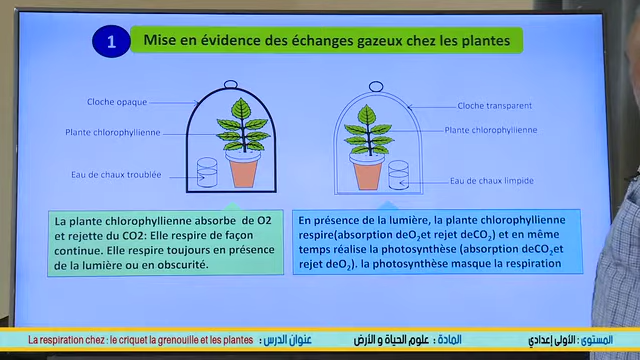 1
Mise en évidence des échanges gazeux chez les plantes
Cloche opaque
Plante chlorophyllienne
Eau de chaux troublée
Cloche transparent
Plante chlorophyllienne
Eau de chaux limpide
La plante chlorophyllienne absorbe de O2
et rejette du CO2: Elle respire de façon
continue. Elle respire toujours en présence
de la lumière ou en obscurité.
En présence de la lumière, la plante chlorophyllienne
respire(absorption deO₂et rejet deCO₂) et en même
temps réalise la photosynthèse (absorption deCO₂et
rejet deO₂). la photosynthèse masque la respiration
المستوى : الأولى إعدادي
المادة : علوم الحياة و الأرض
عنوان الدرس : La respiration chez : le criquet la grenouille et les plantes